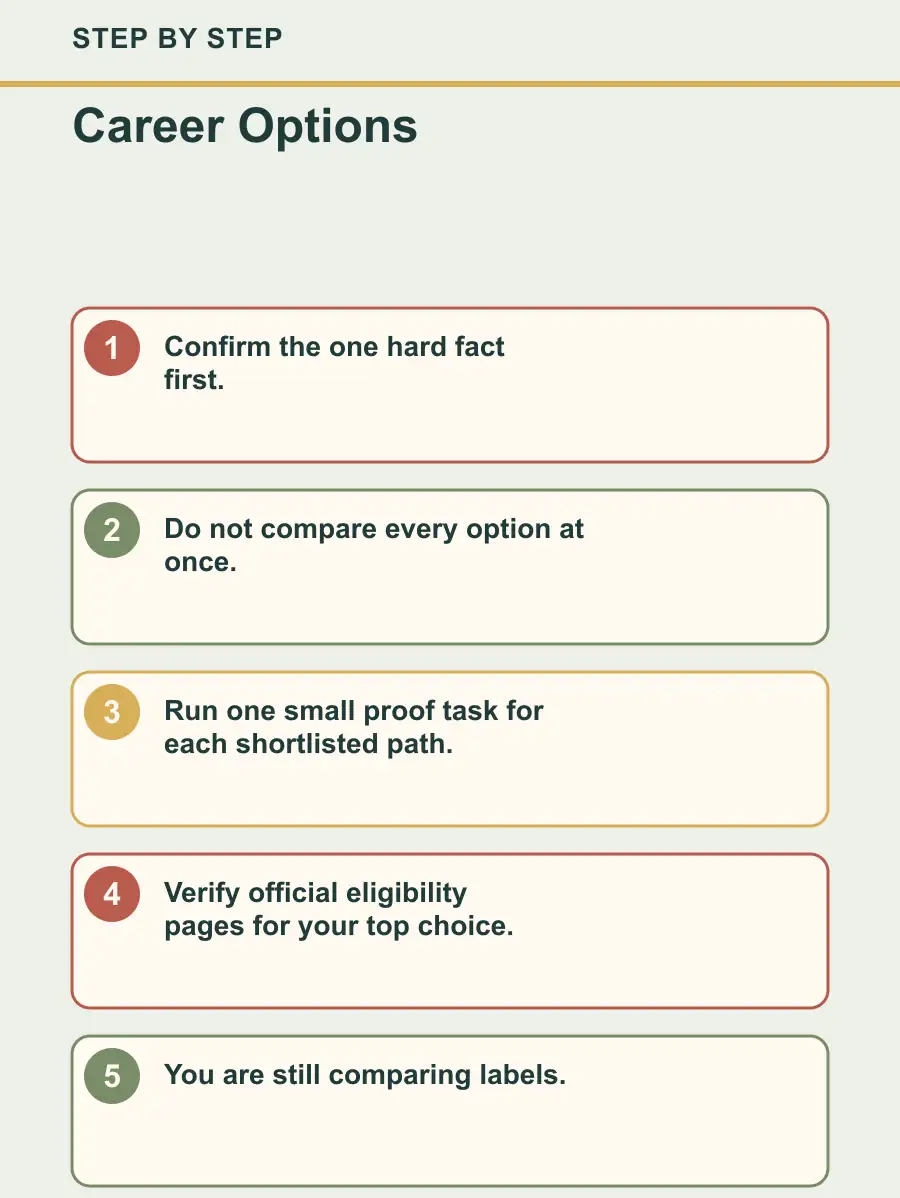 STEP BY STEP
Career Options
1
Confirm the one hard fact
first.
2
Do not compare every option at
once.
3
Run one small proof task for
each shortlisted path.
4
Verify official eligibility
pages for your top choice.
5
You are still comparing labels.